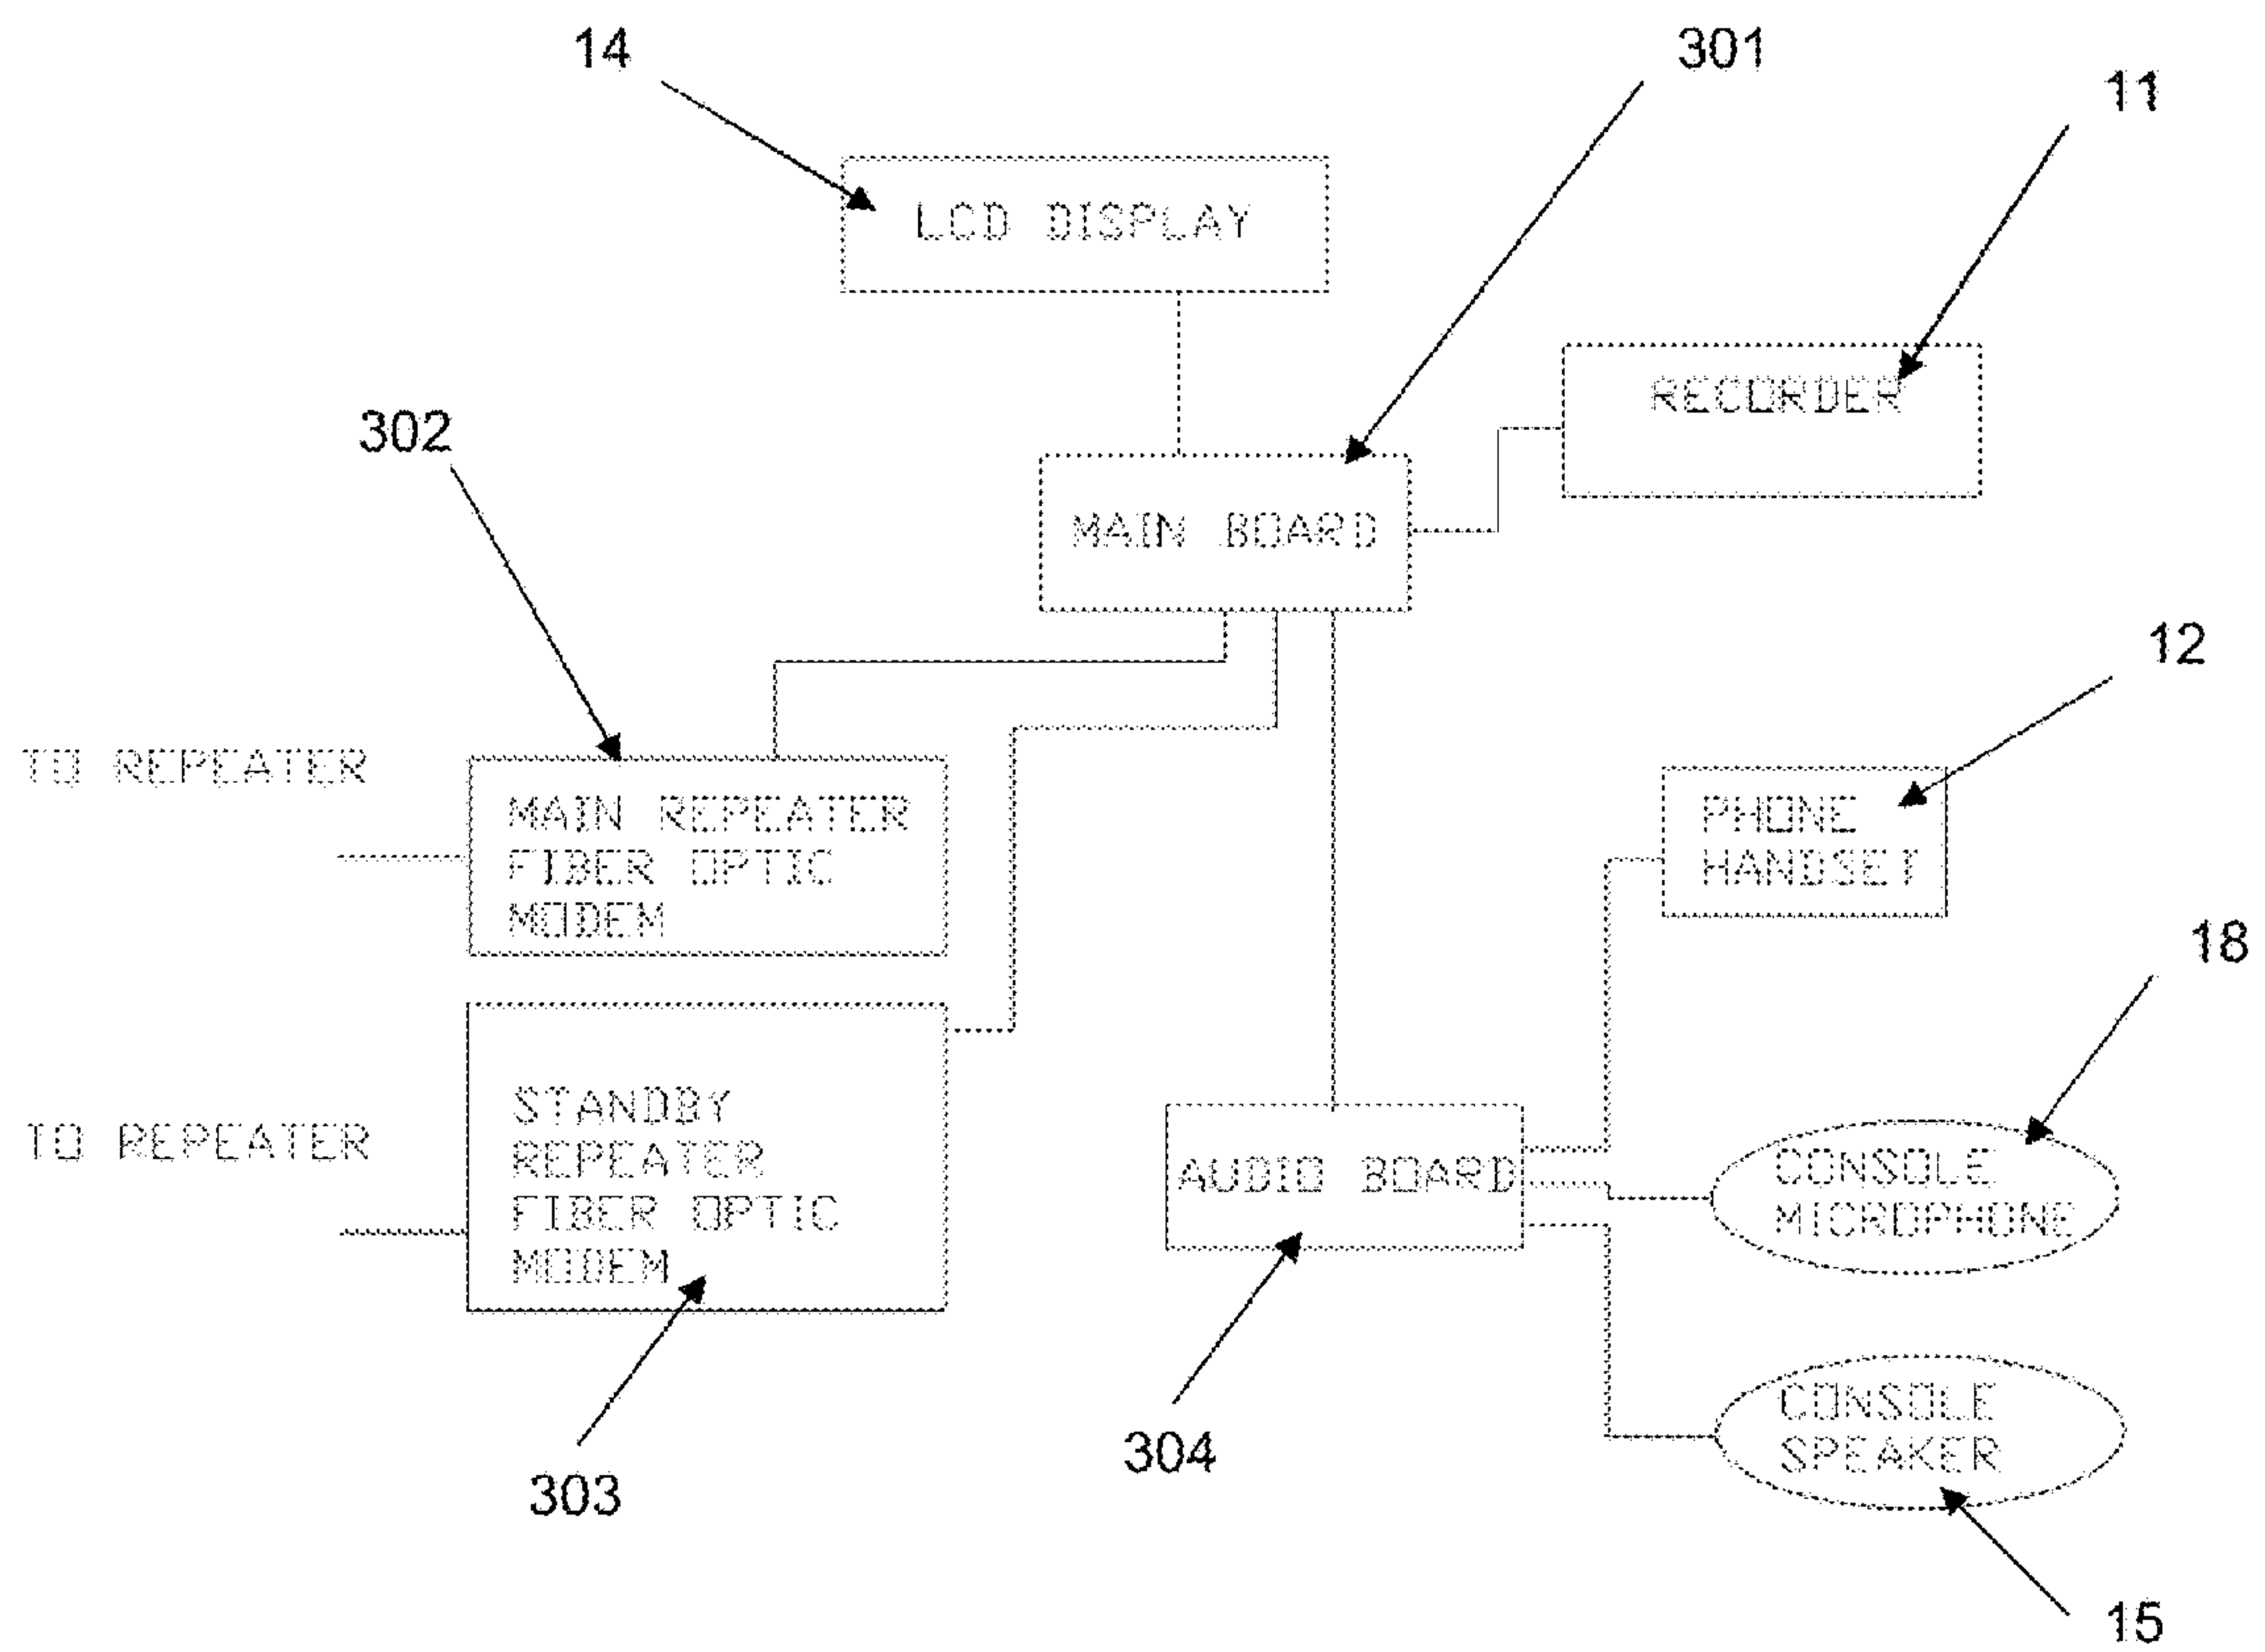 14
301
11
LCD DISPLAY
RECORDER
302
MAIN BOARD
12
TO REPEATER
MAIN REPEATER
FIBER OPTIC
MODEM
PHONE
HANDSET
18
STANDBY
REPEATER
FIBER OPTIC
MODEM
TO REPEATER
AUDIO BOARD
CONSOLE
MICROPHONE
304
303
CONSOLE
SPEAKER
15